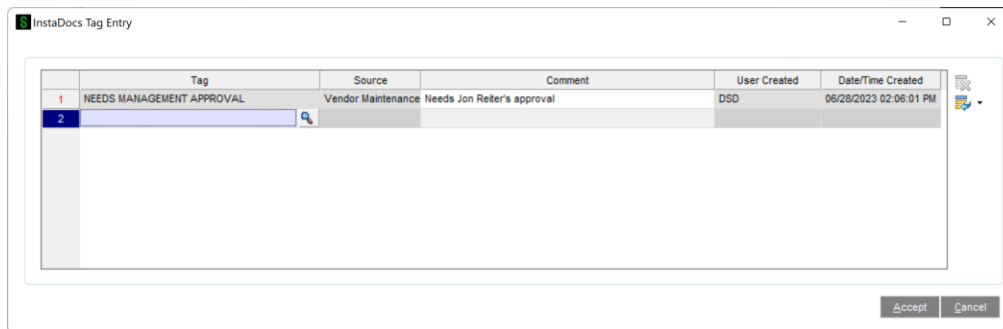 InstaDocs Tag Entry
Tag Source Comment User Created Date/Time Created
1 NEEDS MANAGEMENT APPROVAL Vendor Maintenance Needs Jon Reiter's approval DSD 06/28/2023 02:06:01 PM
2
Accept Cancel